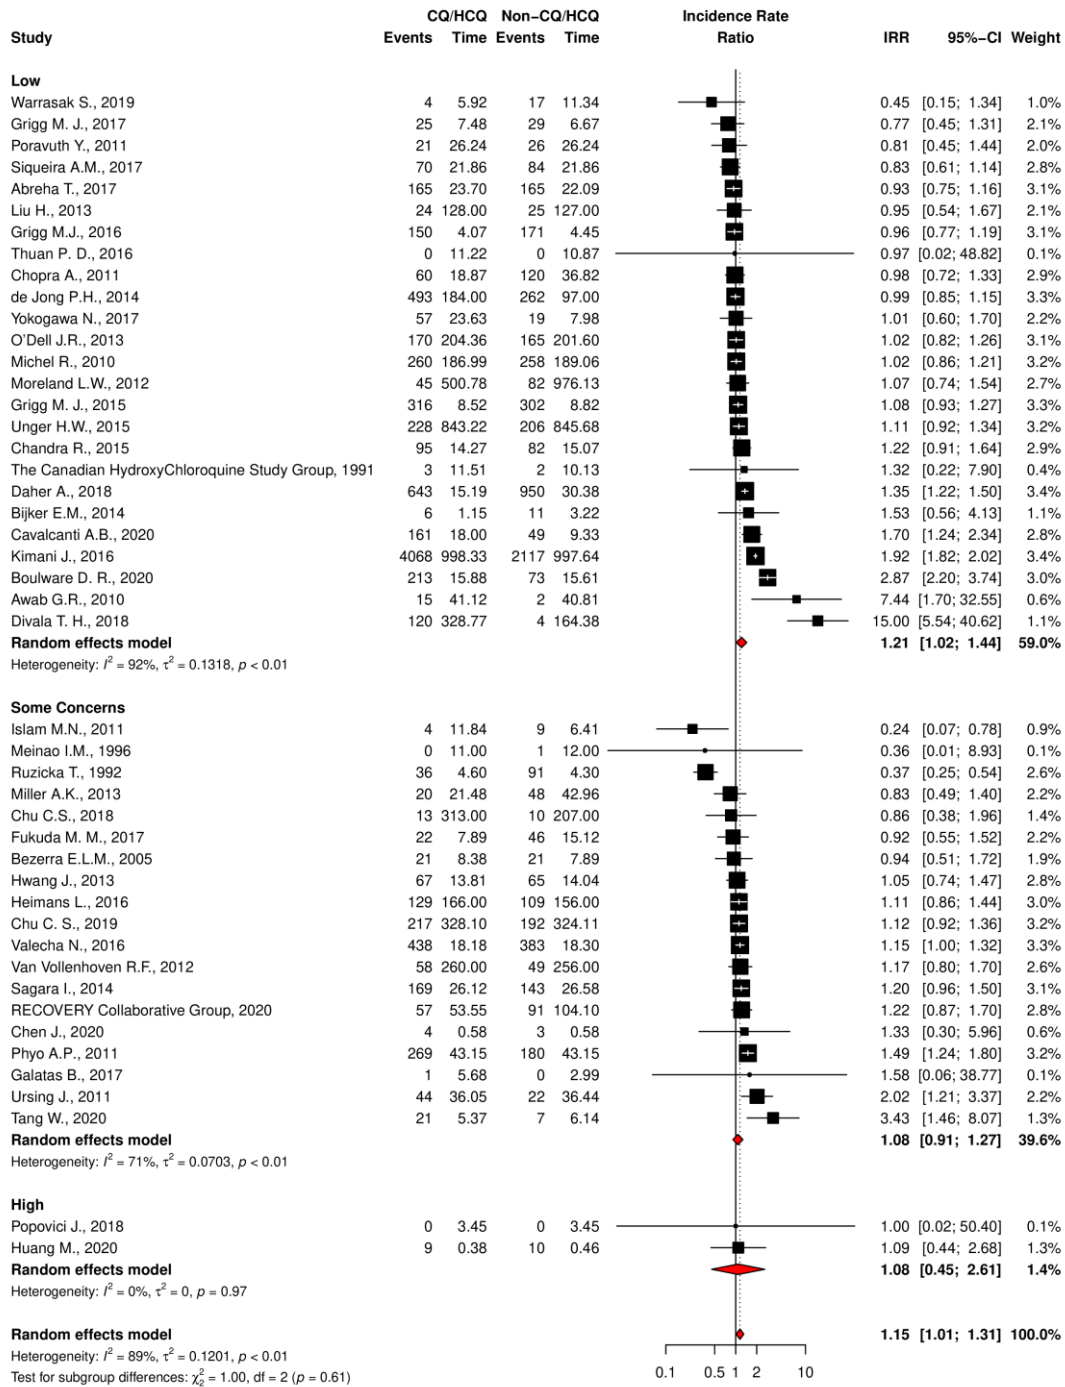 CQ/HCQ Non−CQ/HCQ Incidence Rate
Study Events Time Events Time Ratio IRR 95%−CI Weight
Low
Warrasak S., 2019 4 5.92 17 11.34 0.45 [0.15; 1.34] 1.0%
Grigg M. J., 2017 25 7.48 29 6.67 0.77 [0.45; 1.31] 2.1%
Poravuth Y., 2011 21 26.24 26 26.24 0.81 [0.45; 1.44] 2.0%
Siqueira A.M., 2017 70 21.86 84 21.86 0.83 [0.61; 1.14] 2.8%
Abreha T., 2017 165 23.70 165 22.09 0.93 [0.75; 1.16] 3.1%
Liu H., 2013 24 128.00 25 127.00 0.95 [0.54; 1.67] 2.1%
Grigg M.J., 2016 150 4.07 171 4.45 0.96 [0.77; 1.19] 3.1%
Thuan P. D., 2016 0 11.22 0 10.87 0.97 [0.02; 48.82] 0.1%
Chopra A., 2011 60 18.87 120 36.82 0.98 [0.72; 1.33] 2.9%
de Jong P.H., 2014 493 184.00 262 97.00 0.99 [0.85; 1.15] 3.3%
Yokogawa N., 2017 57 23.63 19 7.98 1.01 [0.60; 1.70] 2.2%
O'Dell J.R., 2013 170 204.36 165 201.60 1.02 [0.82; 1.26] 3.1%
Michel R., 2010 260 186.99 258 189.06 1.02 [0.86; 1.21] 3.2%
Moreland L.W., 2012 45 500.78 82 976.13 1.07 [0.74; 1.54] 2.7%
Grigg M. J., 2015 316 8.52 302 8.82 1.08 [0.93; 1.27] 3.3%
Unger H.W., 2015 228 843.22 206 845.68 1.11 [0.92; 1.34] 3.2%
Chandra R., 2015 95 14.27 82 15.07 1.22 [0.91; 1.64] 2.9%
The Canadian HydroxyChloroquine Study Group, 1991 3 11.51 2 10.13 1.32 [0.22; 7.90] 0.4%
Daher A., 2018 643 15.19 950 30.38 1.35 [1.22; 1.50] 3.4%
Bijker E.M., 2014 6 1.15 11 3.22 1.53 [0.56; 4.13] 1.1%
Cavalcanti A.B., 2020 161 18.00 49 9.33 1.70 [1.24; 2.34] 2.8%
Kimani J., 2016 4068 998.33 2117 997.64 1.92 [1.82; 2.02] 3.4%
Boulware D. R., 2020 213 15.88 73 15.61 2.87 [2.20; 3.74] 3.0%
Awab G.R., 2010 15 41.12 2 40.81 7.44 [1.70; 32.55] 0.6%
Divala T. H., 2018 120 328.77 4 164.38 15.00 [5.54; 40.62] 1.1%
Random effects model 1.21 [1.02; 1.44] 59.0%
Heterogeneity: I² = 92%, τ² = 0.1318, p < 0.01
Some Concerns
Islam M.N., 2011 4 11.84 9 6.41 0.24 [0.07; 0.78] 0.9%
Meinao I.M., 1996 0 11.00 1 12.00 0.36 [0.01; 8.93] 0.1%
Ruzicka T., 1992 36 4.60 91 4.30 0.37 [0.25; 0.54] 2.6%
Miller A.K., 2013 20 21.48 48 42.96 0.83 [0.49; 1.40] 2.2%
Chu C.S., 2018 13 313.00 10 207.00 0.86 [0.38; 1.96] 1.4%
Fukuda M. M., 2017 22 7.89 46 15.12 0.92 [0.55; 1.52] 2.2%
Bezerra E.L.M., 2005 21 8.38 21 7.89 0.94 [0.51; 1.72] 1.9%
Hwang J., 2013 67 13.81 65 14.04 1.05 [0.74; 1.47] 2.8%
Heimans L., 2016 129 166.00 109 156.00 1.11 [0.86; 1.44] 3.0%
Chu C. S., 2019 217 328.10 192 324.11 1.12 [0.92; 1.36] 3.2%
Valecha N., 2016 438 18.18 383 18.30 1.15 [1.00; 1.32] 3.3%
Van Vollenhoven R.F., 2012 58 260.00 49 256.00 1.17 [0.80; 1.70] 2.6%
Sagara I., 2014 169 26.12 143 26.58 1.20 [0.96; 1.50] 3.1%
RECOVERY Collaborative Group, 2020 57 53.55 91 104.10 1.22 [0.87; 1.70] 2.8%
Chen J., 2020 4 0.58 3 0.58 1.33 [0.30; 5.96] 0.6%
Phyo A.P., 2011 269 43.15 180 43.15 1.49 [1.24; 1.80] 3.2%
Galatas B., 2017 1 5.68 0 2.99 1.58 [0.06; 38.77] 0.1%
Ursing J., 2011 44 36.05 22 36.44 2.02 [1.21; 3.37] 2.2%
Tang W., 2020 21 5.37 7 6.14 3.43 [1.46; 8.07] 1.3%
Random effects model 1.08 [0.91; 1.27] 39.6%
Heterogeneity: I² = 71%, τ² = 0.0703, p < 0.01
High
Popovici J., 2018 0 3.45 0 3.45 1.00 [0.02; 50.40] 0.1%
Huang M., 2020 9 0.38 10 0.46 1.09 [0.44; 2.68] 1.3%
Random effects model 1.08 [0.45; 2.61] 1.4%
Heterogeneity: I² = 0%, τ² = 0, p = 0.97
Random effects model 1.15 [1.01; 1.31] 100.0%
Heterogeneity: I² = 89%, τ² = 0.1201, p < 0.01
0.1 0.5 1 2 10
Test for subgroup differences: χ²₂ = 1.00, df = 2 (p = 0.61)